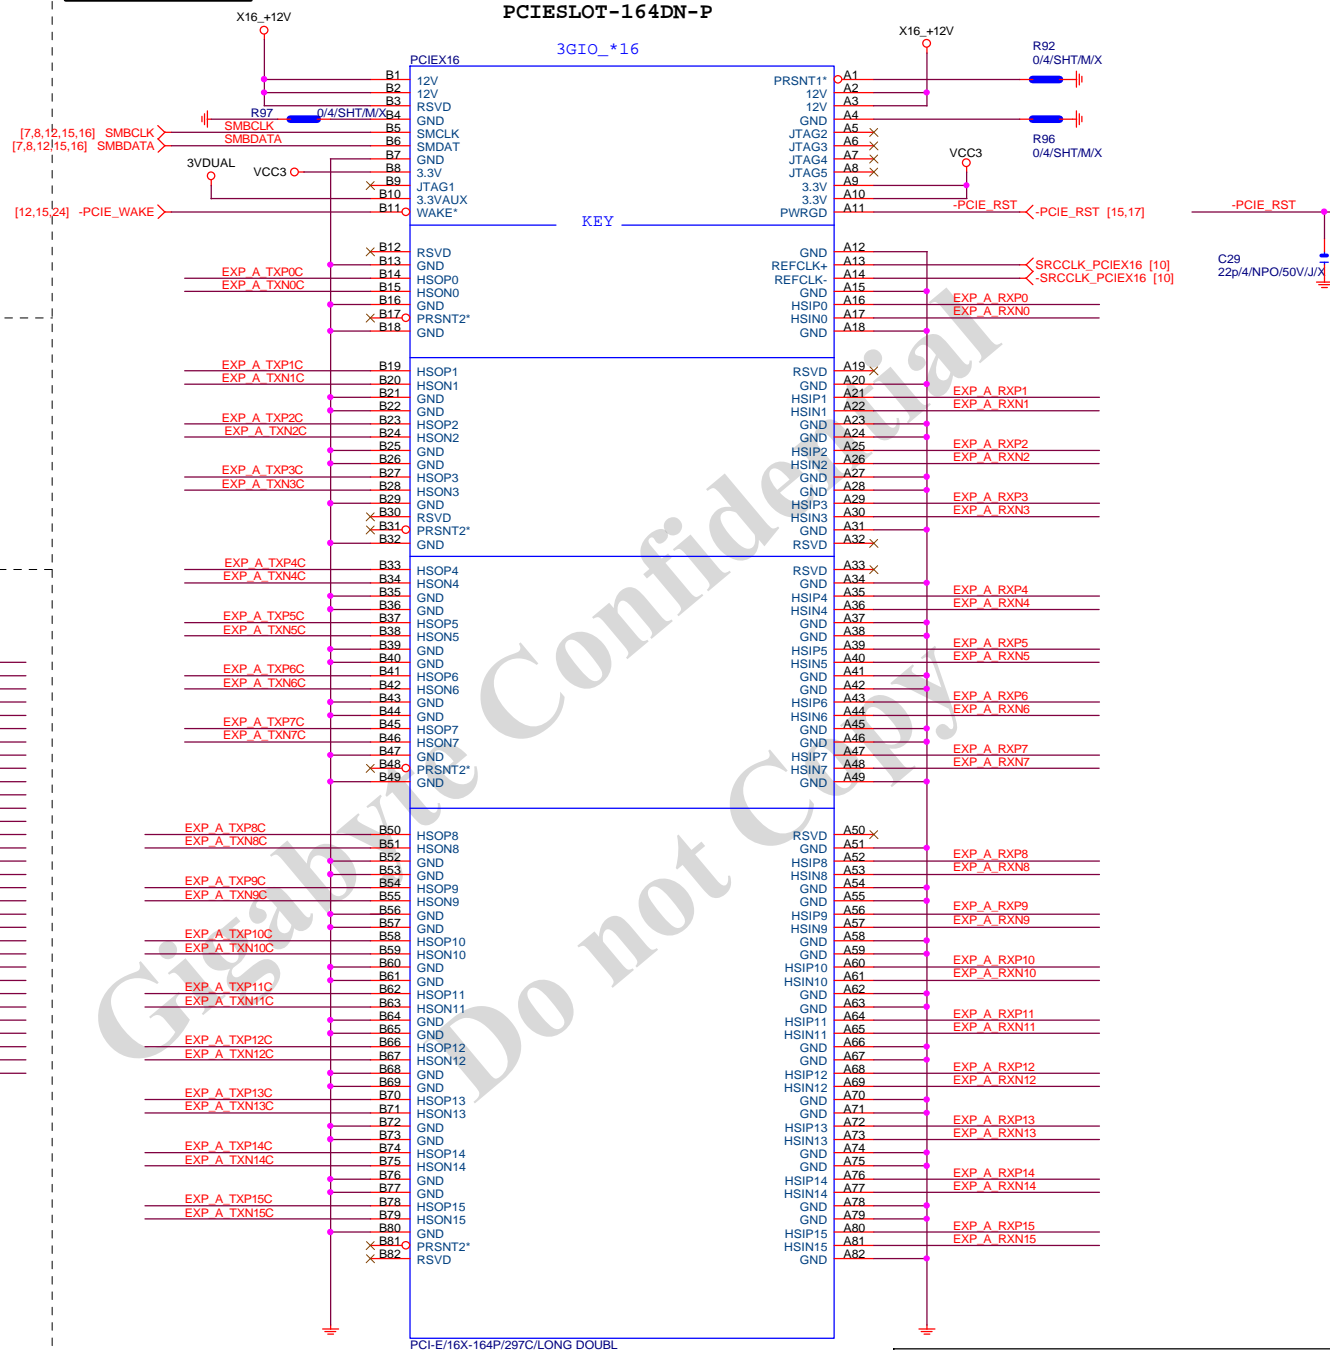 PCIESLOT-164DN-P
X16_+12V
3GIO_*16
X16_+12V
PCIEX16
R92
0/4/SHT/M/X
B1 12V PRSNT1* A1
B2 12V 12V A2
B3 RSVD 12V A3
R97 0/4/SHT/M/X B4 GND GND A4
[7,8,12,15,16] SMBCLK SMBCLK B5 SMCLK JTAG2 A5
[7,8,12,15,16] SMBDATA SMBDATA B6 SMDAT JTAG3 A6
R96
0/4/SHT/M/X
B7 GND JTAG4 A7
3VDUAL VCC3 B8 3.3V JTAG5 A8 VCC3
B9 JTAG1 3.3V A9
B10 3.3VAUX 3.3V A10
[12,15,24] -PCIE_WAKE B11 WAKE* PWRGD A11 -PCIE_RST -PCIE_RST [15,17] -PCIE_RST
KEY
B12 RSVD GND A12
B13 GND REFCLK+ A13 SRCCLK_PCIEX16 [10]
EXP_A_TXP0C B14 HSOP0 REFCLK- A14 -SRCCLK_PCIEX16 [10]
C29
22p/4/NPO/50V/J/X
EXP_A_TXN0C B15 HSON0 GND A15
B16 GND HSIP0 A16 EXP_A_RXP0
B17 PRSNT2* HSIN0 A17 EXP_A_RXN0
B18 GND GND A18
EXP_A_TXP1C B19 HSOP1 RSVD A19
EXP_A_TXN1C B20 HSON1 GND A20
B21 GND HSIP1 A21 EXP_A_RXP1
B22 GND HSIN1 A22 EXP_A_RXN1
EXP_A_TXP2C B23 HSOP2 GND A23
EXP_A_TXN2C B24 HSON2 GND A24
B25 GND HSIP2 A25 EXP_A_RXP2
B26 GND HSIN2 A26 EXP_A_RXN2
EXP_A_TXP3C B27 HSOP3 GND A27
EXP_A_TXN3C B28 HSON3 GND A28
B29 GND HSIP3 A29 EXP_A_RXP3
B30 RSVD HSIN3 A30 EXP_A_RXN3
B31 PRSNT2* GND A31
B32 GND RSVD A32
EXP_A_TXP4C B33 HSOP4 RSVD A33
EXP_A_TXN4C B34 HSON4 GND A34
B35 GND HSIP4 A35 EXP_A_RXP4
B36 GND HSIN4 A36 EXP_A_RXN4
EXP_A_TXP5C B37 HSOP5 GND A37
EXP_A_TXN5C B38 HSON5 GND A38
B39 GND HSIP5 A39 EXP_A_RXP5
B40 GND HSIN5 A40 EXP_A_RXN5
EXP_A_TXP6C B41 HSOP6 GND A41
EXP_A_TXN6C B42 HSON6 GND A42
B43 GND HSIP6 A43 EXP_A_RXP6
B44 GND HSIN6 A44 EXP_A_RXN6
EXP_A_TXP7C B45 HSOP7 GND A45
EXP_A_TXN7C B46 HSON7 GND A46
B47 GND HSIP7 A47 EXP_A_RXP7
B48 PRSNT2* HSIN7 A48 EXP_A_RXN7
B49 GND GND A49
EXP_A_TXP8C B50 HSOP8 RSVD A50
EXP_A_TXN8C B51 HSON8 GND A51
B52 GND HSIP8 A52 EXP_A_RXP8
B53 GND HSIN8 A53 EXP_A_RXN8
EXP_A_TXP9C B54 HSOP9 GND A54
EXP_A_TXN9C B55 HSON9 GND A55
B56 GND HSIP9 A56 EXP_A_RXP9
B57 GND HSIN9 A57 EXP_A_RXN9
EXP_A_TXP10C B58 HSOP10 GND A58
EXP_A_TXN10C B59 HSON10 GND A59
B60 GND HSIP10 A60 EXP_A_RXP10
B61 GND HSIN10 A61 EXP_A_RXN10
EXP_A_TXP11C B62 HSOP11 GND A62
EXP_A_TXN11C B63 HSON11 GND A63
B64 GND HSIP11 A64 EXP_A_RXP11
B65 GND HSIN11 A65 EXP_A_RXN11
EXP_A_TXP12C B66 HSOP12 GND A66
EXP_A_TXN12C B67 HSON12 GND A67
B68 GND HSIP12 A68 EXP_A_RXP12
B69 GND HSIN12 A69 EXP_A_RXN12
EXP_A_TXP13C B70 HSOP13 GND A70
EXP_A_TXN13C B71 HSON13 GND A71
B72 GND HSIP13 A72 EXP_A_RXP13
B73 GND HSIN13 A73 EXP_A_RXN13
EXP_A_TXP14C B74 HSOP14 GND A74
EXP_A_TXN14C B75 HSON14 GND A75
B76 GND HSIP14 A76 EXP_A_RXP14
B77 GND HSIN14 A77 EXP_A_RXN14
EXP_A_TXP15C B78 HSOP15 GND A78
EXP_A_TXN15C B79 HSON15 GND A79
B80 GND HSIP15 A80 EXP_A_RXP15
B81 PRSNT2* HSIN15 A81 EXP_A_RXN15
B82 RSVD GND A82
PCI-E/16X-164P/297C/LONG DOUBL
Gigabyte Confidential
Do not Copy